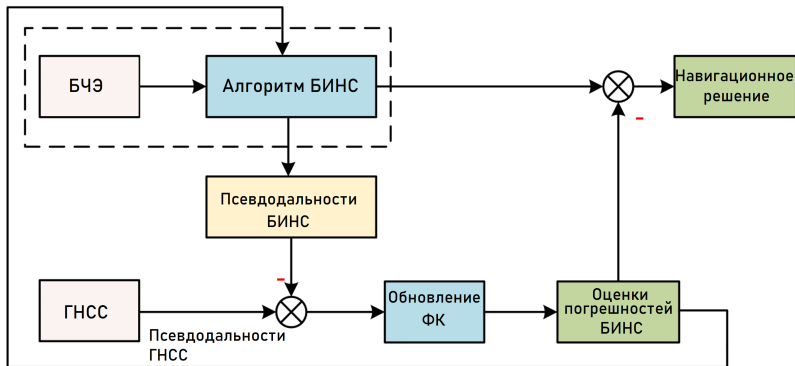 БЧЭ
Алгоритм БИНС
Навигационное
решение
-
Псевдодальности
БИНС
-
ГНСС
Псевдодальности
ГНСС
Обновление
ФК
Оценки
погрешностей
БИНС